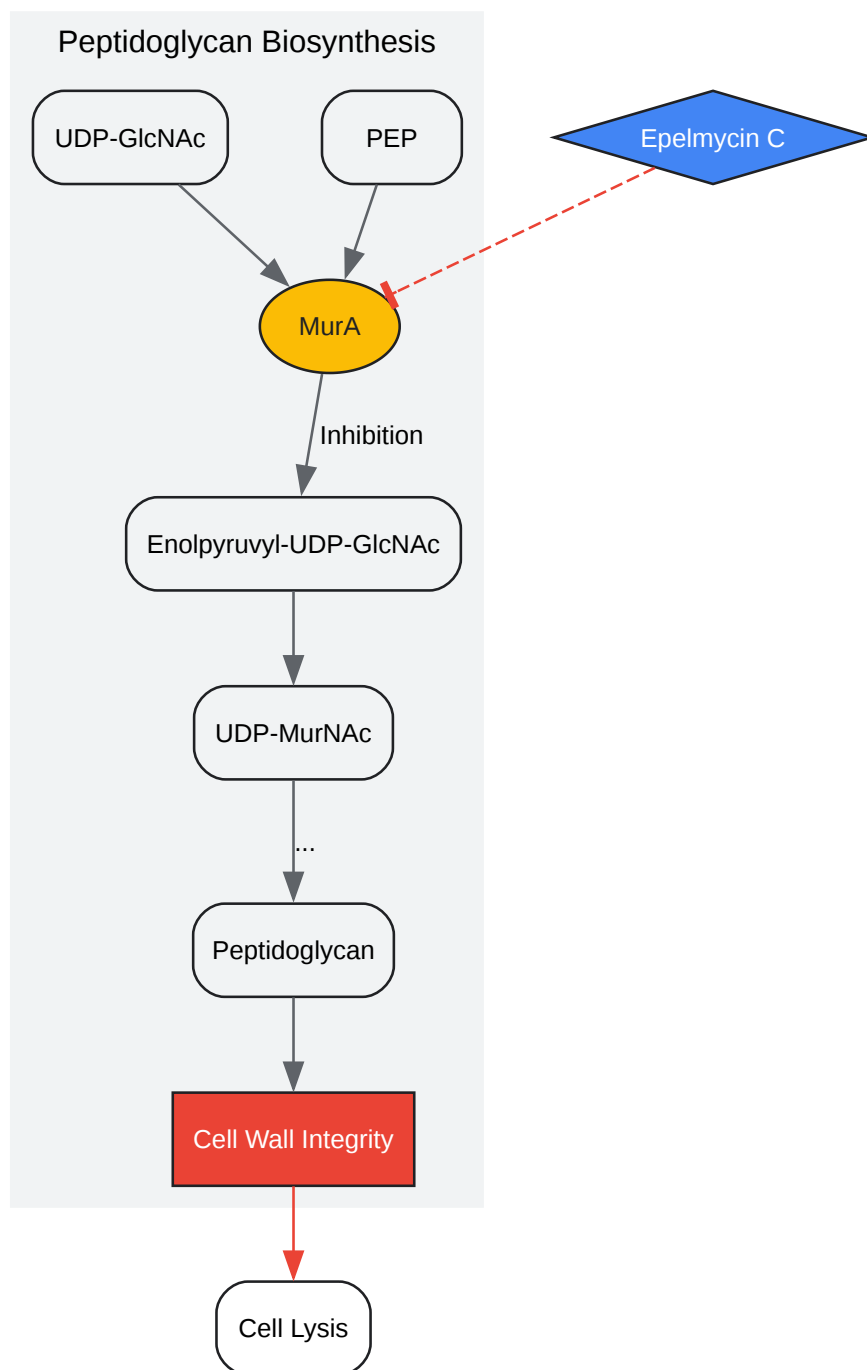 Peptidoglycan Biosynthesis
UDP-GlcNAc
PEP
Epelmycin C
MurA
Inhibition
Enolpyruvyl-UDP-GlcNAc
UDP-MurNAc
...
Peptidoglycan
Cell Wall Integrity
Cell Lysis